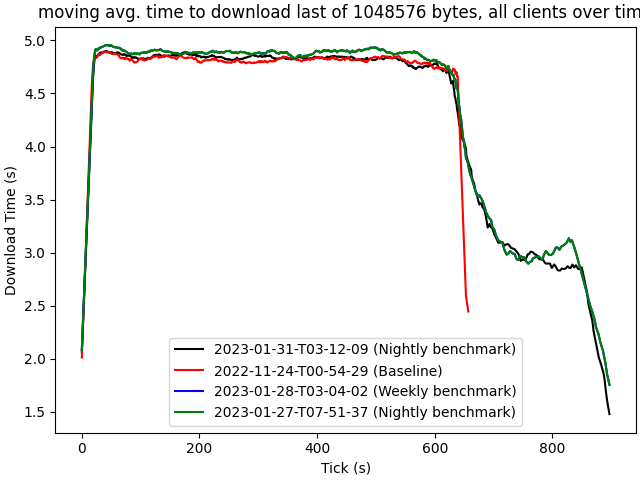 moving avg. time to download last of 1048576 bytes, all clients over tim
5.0
4.5
4.0
3.5
3.0
2.5
2.0
1.5
Download Time (s)
2023-01-31-T03-12-09 (Nightly benchmark)
2022-11-24-T00-54-29 (Baseline)
2023-01-28-T03-04-02 (Weekly benchmark)
2023-01-27-T07-51-37 (Nightly benchmark)
0 200 400 600 800
Tick (s)